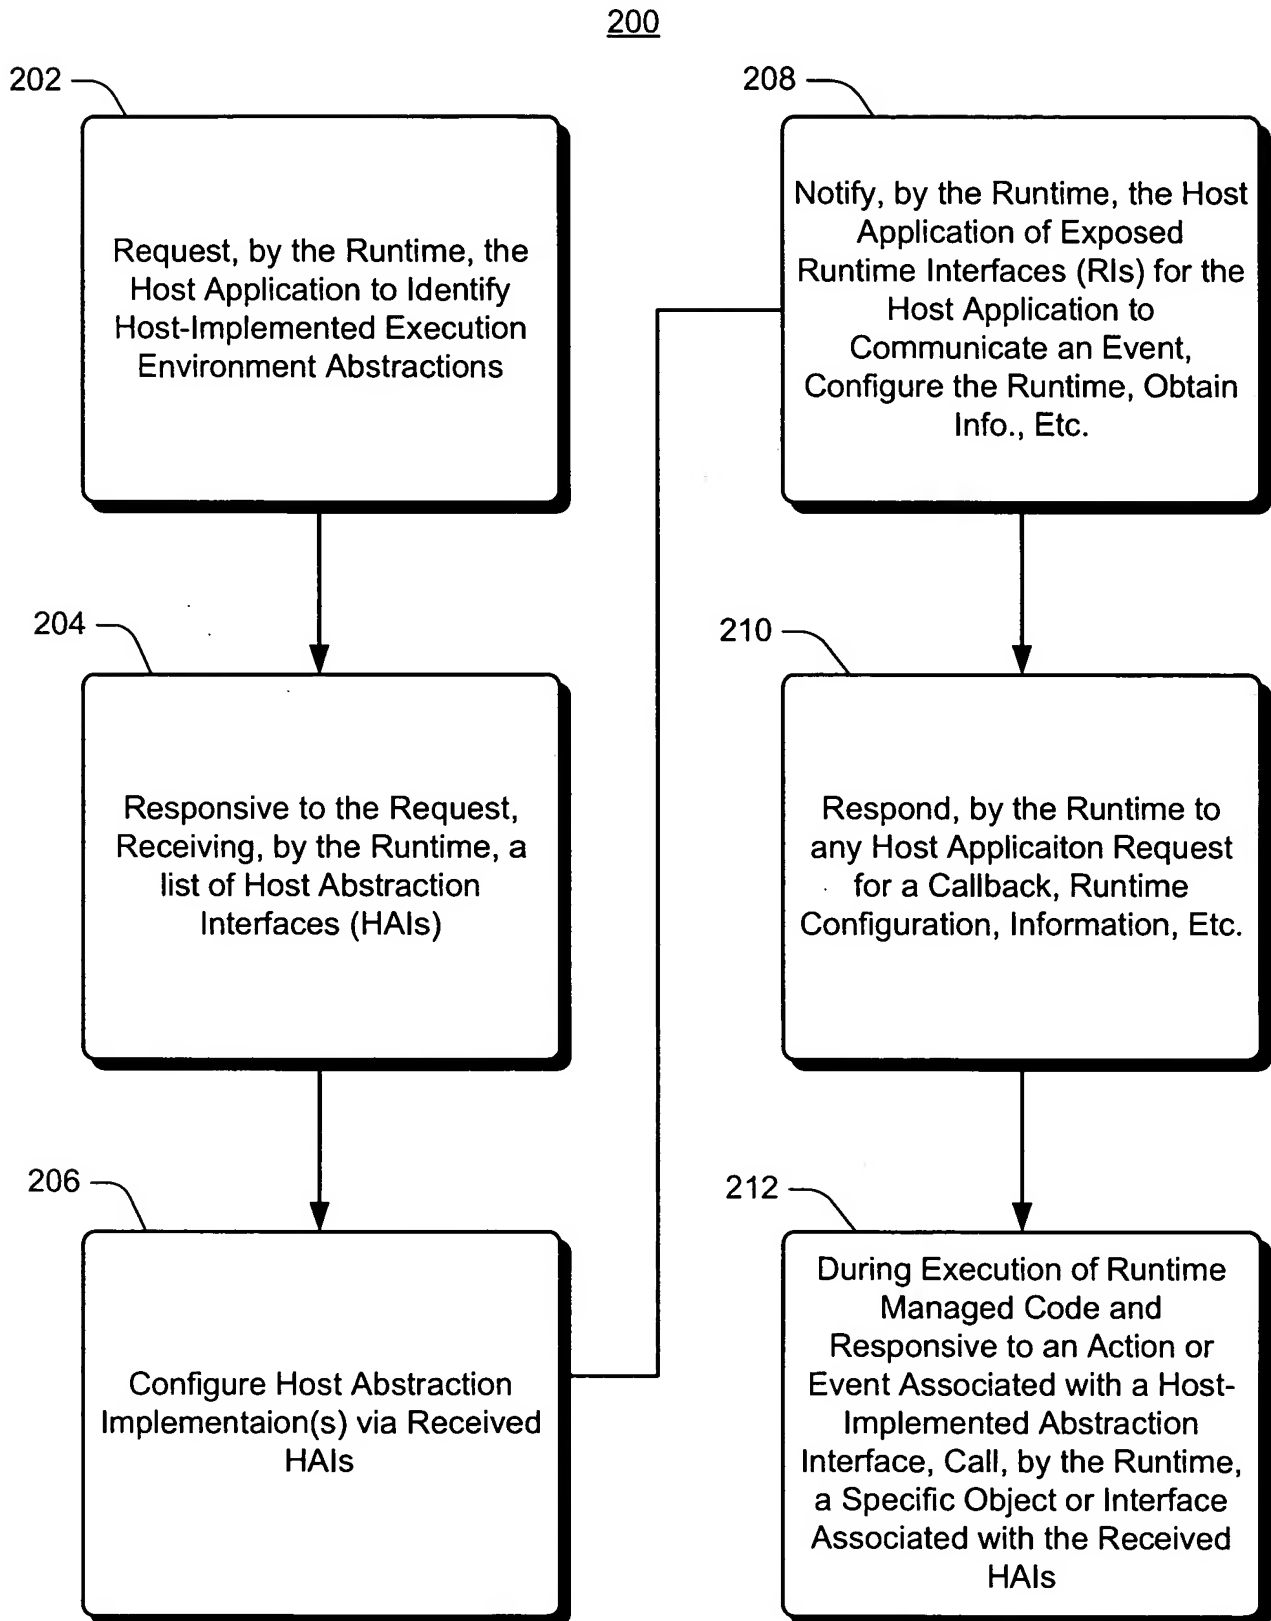 200
202
Request, by the Runtime, the
Host Application to Identify
Host-Implemented Execution
Environment Abstractions
204
Responsive to the Request,
Receiving, by the Runtime, a
list of Host Abstraction
Interfaces (HAIs)
206
Configure Host Abstraction
Implementaion(s) via Received
HAIs
208
Notify, by the Runtime, the Host
Application of Exposed
Runtime Interfaces (RIs) for the
Host Application to
Communicate an Event,
Configure the Runtime, Obtain
Info., Etc.
210
Respond, by the Runtime to
any Host Applicaiton Request
for a Callback, Runtime
Configuration, Information, Etc.
212
During Execution of Runtime
Managed Code and
Responsive to an Action or
Event Associated with a Host-
Implemented Abstraction
Interface, Call, by the Runtime,
a Specific Object or Interface
Associated with the Received
HAIs